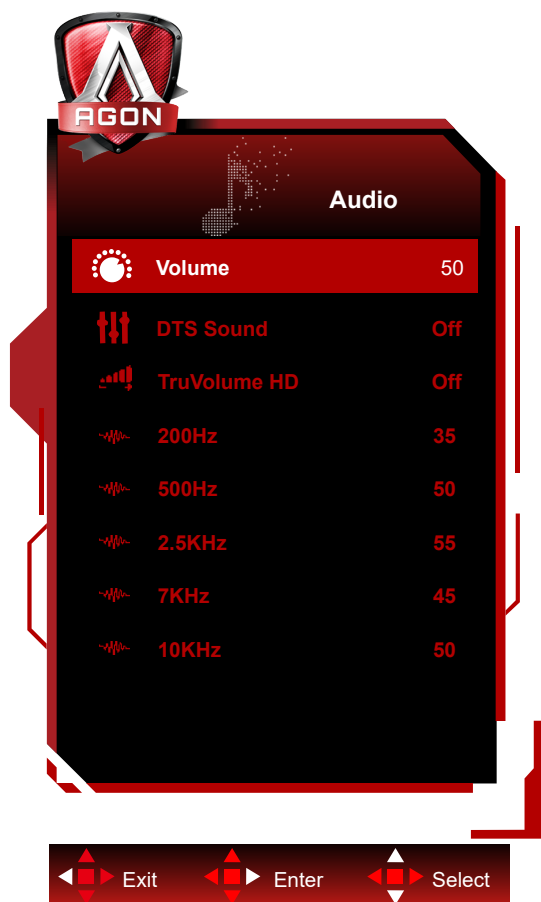 AGON
Audio
Volume 50
DTS Sound Off
TruVolume HD Off
200Hz 35
500Hz 50
2.5KHz 55
7KHz 45
10KHz 50
Exit Enter Select